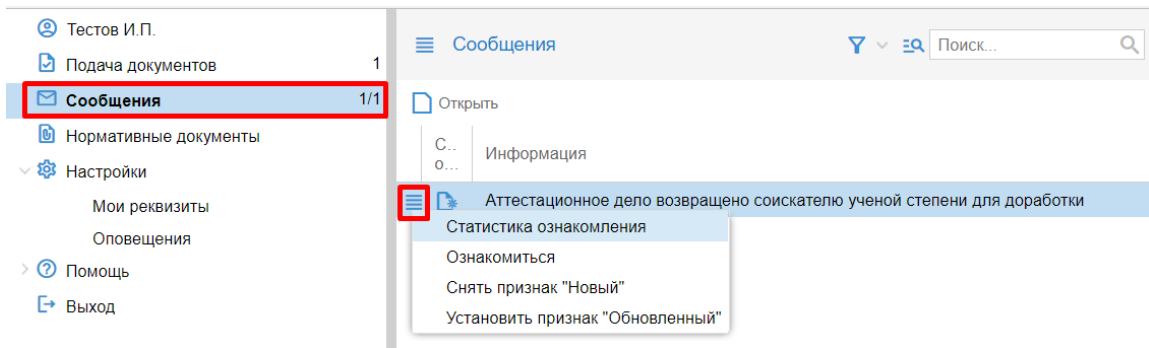 Тестов И.П.
Подача документов 1
Сообщения 1/1
Нормативные документы
Настройки
Мои реквизиты
Оповещения
Помощь
Выход
Сообщения
Поиск...
Открыть
С..
о...
Информация
Аттестационное дело возвращено соискателю ученой степени для доработки
Статистика ознакомления
Ознакомиться
Снять признак "Новый"
Установить признак "Обновленный"